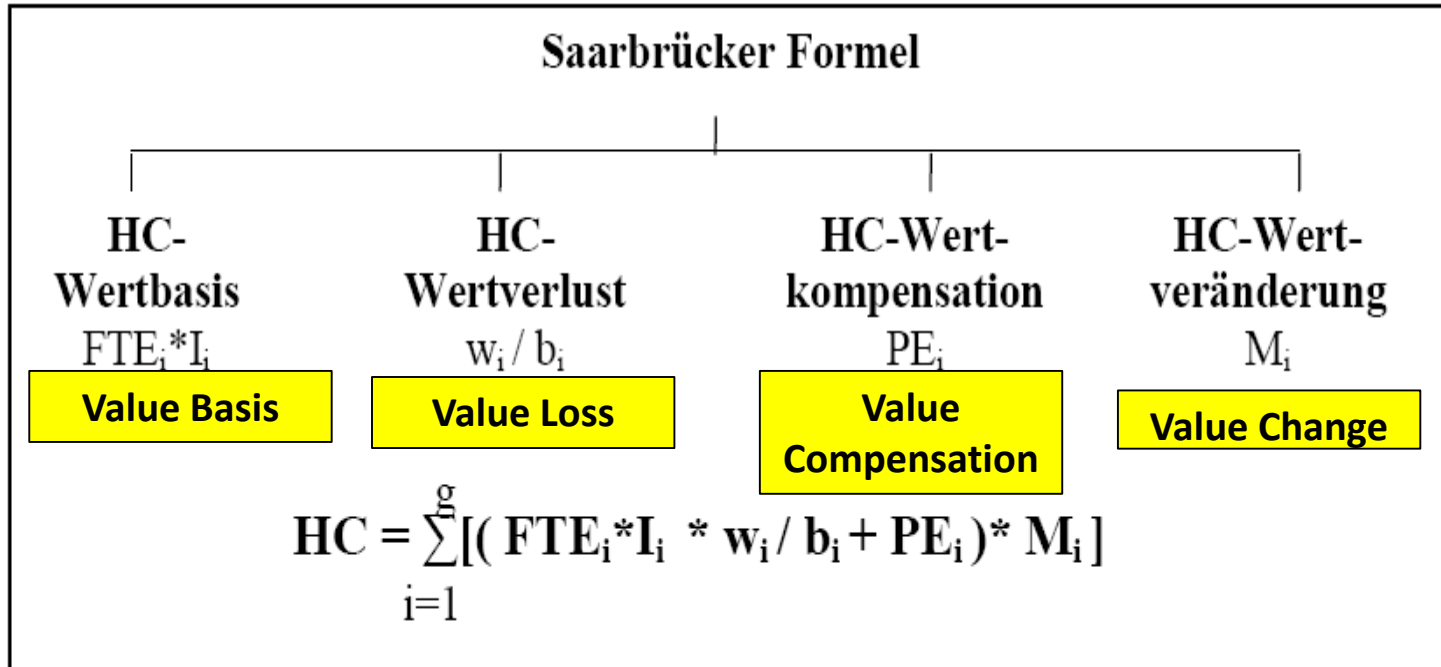 Saarbrücker Formel
HC-
Wertbasis
FTEi*Ii
Value Basis
HC-
Wertverlust
wi / bi
Value Loss
HC-Wert-
kompensation
PEi
Value
Compensation
HC-Wert-
veränderung
Mi
Value Change
g
HC = ∑[( FTEi*Ii * wi / bi + PEi )* Mi ]
i=1